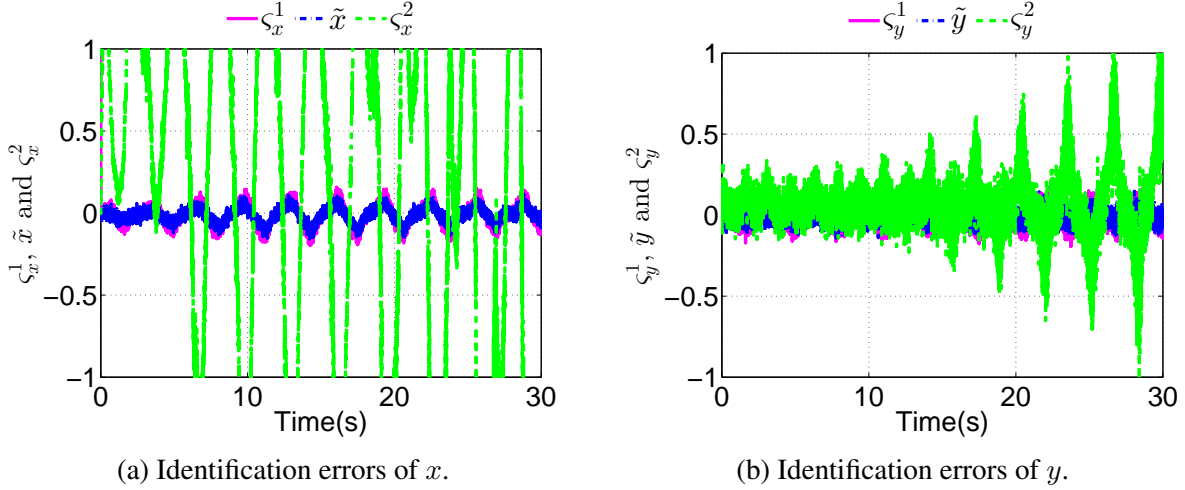 ς_x^1 x̃ ς_x^2
ς_x^1, x̃ and ς_x^2
1
0.5
0
−0.5
−1
0 10 20 30
Time(s)
(a) Identification errors of x.
ς_y^1 ỹ ς_y^2
ς_y^1, ỹ and ς_y^2
1
0.5
0
−0.5
−1
0 10 20 30
Time(s)
(b) Identification errors of y.